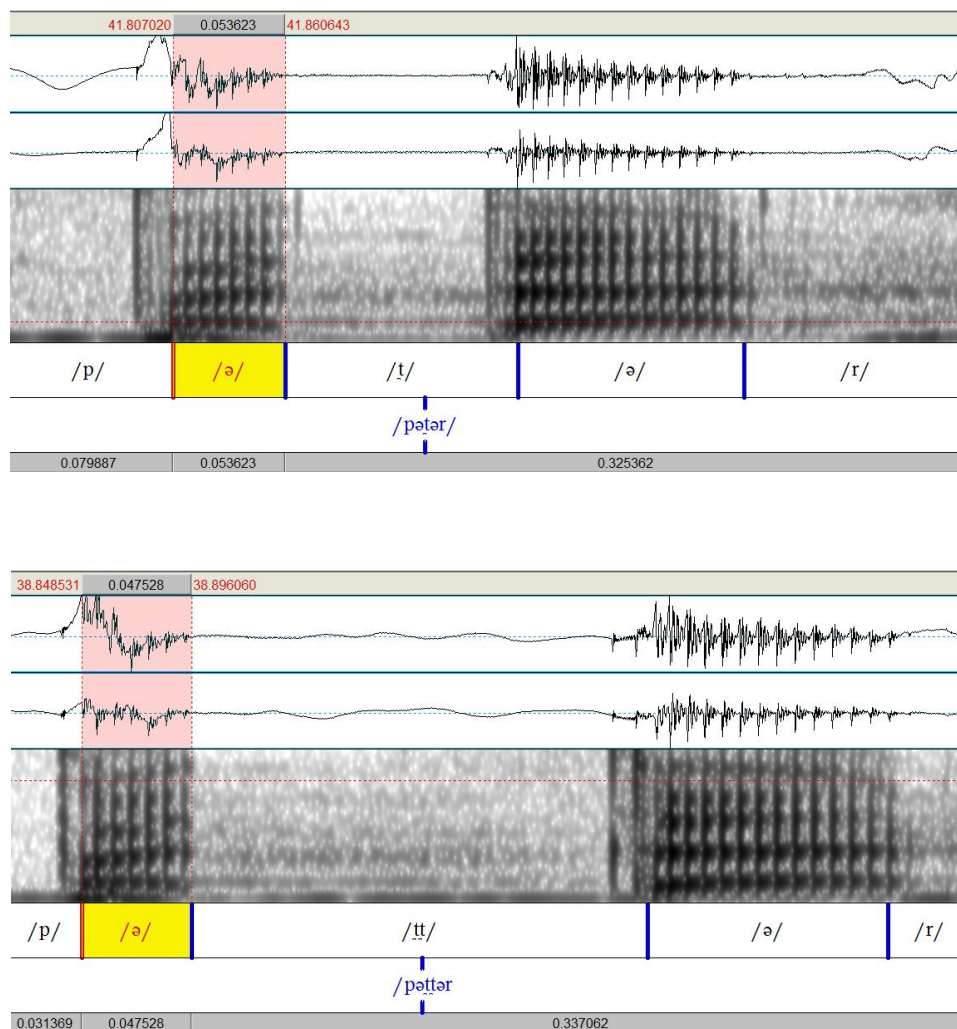 41.807020 0.053623 41.860643
/p/ /ə/ /t̪/ /ə/ /r/
/pət̪ər/
0.079887 0.053623 0.325362
38.848531 0.047528 38.896060
/p/ /ə/ /t̪t̪/ /ə/ /r/
/pət̪t̪ər
0.031369 0.047528 0.337062